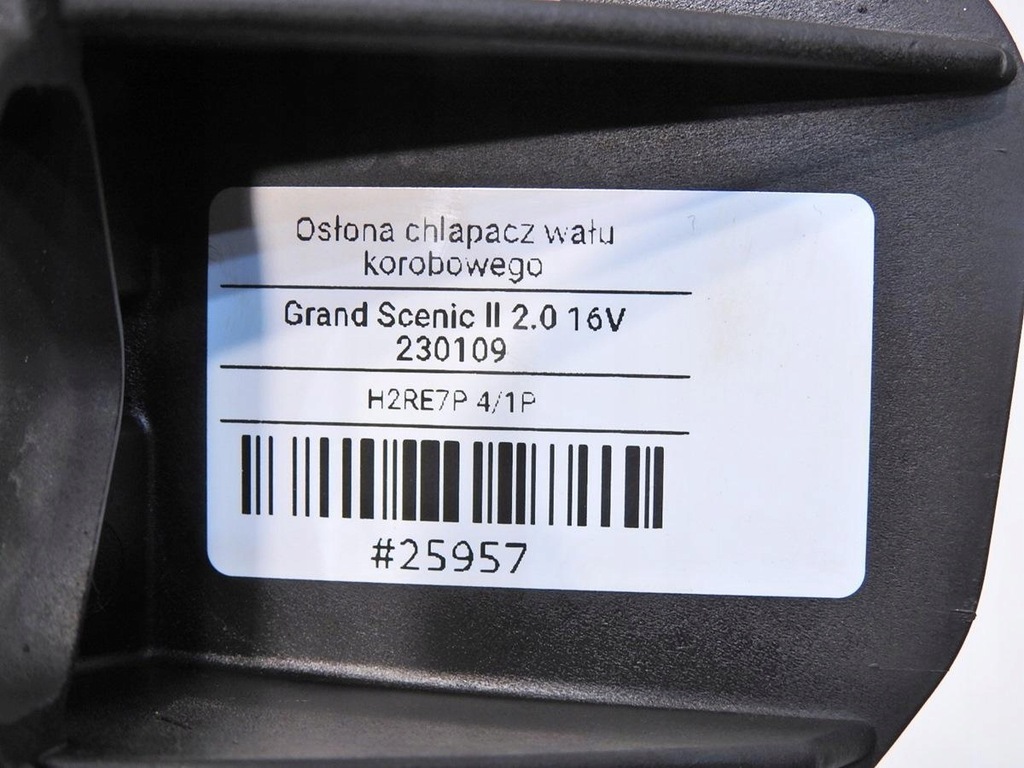 Osłona chlapacz wału
korobowego
Grand Scenic II 2.0 16V
230109
H2RE7P 4/1P
#25957